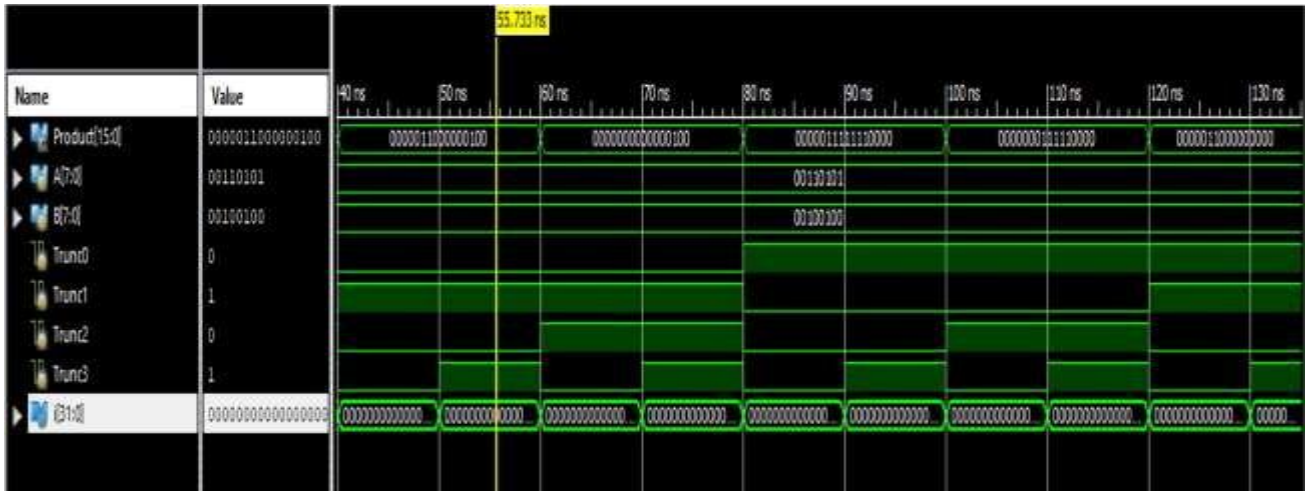 55.733 ns
Name Value 40 ns 50 ns 60 ns 70 ns 80 ns 90 ns 100 ns 110 ns 120 ns 130 ns
Product[15:0] 0000011000000100 0000011000000100 0000000000000100 0000011111110000 0000000111110000 0000011000000000
A[7:0] 00110101 00110101
B[7:0] 00100100 00100100
Trunc0 0
Trunc1 1
Trunc2 0
Trunc3 1
i[31:0]